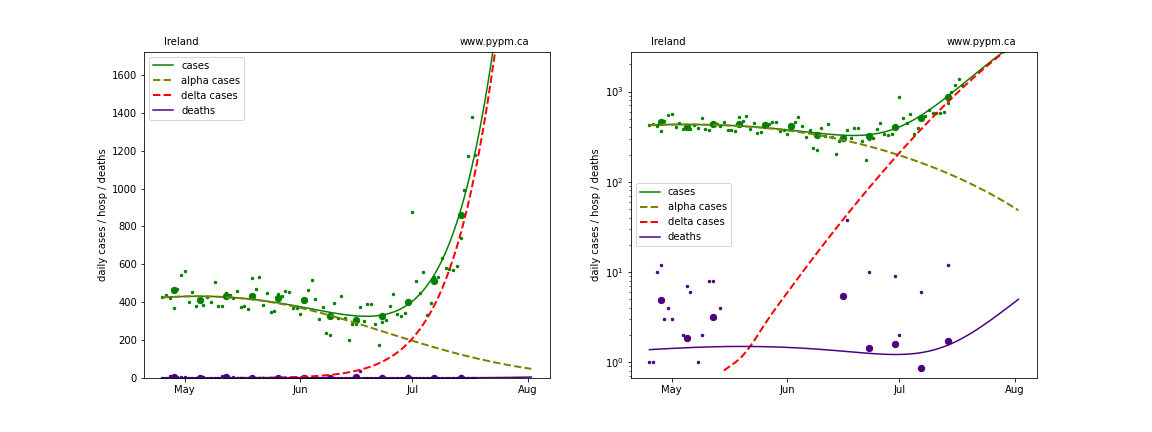 Ireland
www.pypm.ca
cases
alpha cases
delta cases
deaths
daily cases / hosp / deaths
1600
1400
1200
1000
800
600
400
200
0
May
Jun
Jul
Aug
Ireland
www.pypm.ca
cases
alpha cases
delta cases
deaths
daily cases / hosp / deaths
10³
10²
10¹
10⁰
May
Jun
Jul
Aug